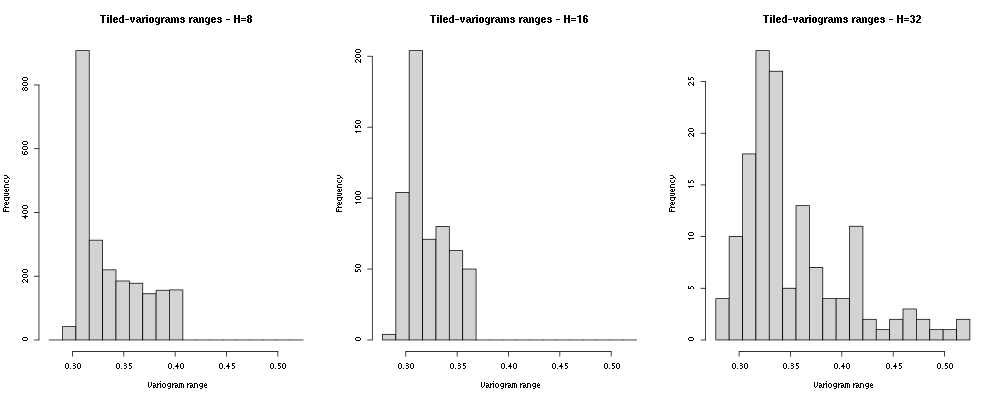 Tiled-variograms ranges - H=8
Frequency
800
600
400
200
0
0.30 0.35 0.40 0.45 0.50
Variogram range
Tiled-variograms ranges - H=16
Frequency
200
150
100
50
0
0.30 0.35 0.40 0.45 0.50
Variogram range
Tiled-variograms ranges - H=32
Frequency
25
20
15
10
5
0
0.30 0.35 0.40 0.45 0.50
Variogram range